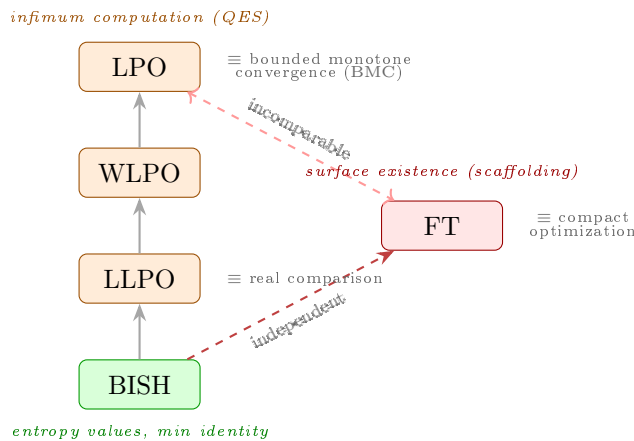 infimum computation (QES)
LPO
≡ bounded monotone
convergence (BMC)
incomparable
WLPO
surface existence (scaffolding)
FT
≡ compact
optimization
LLPO
≡ real comparison
independent
BISH
entropy values, min identity